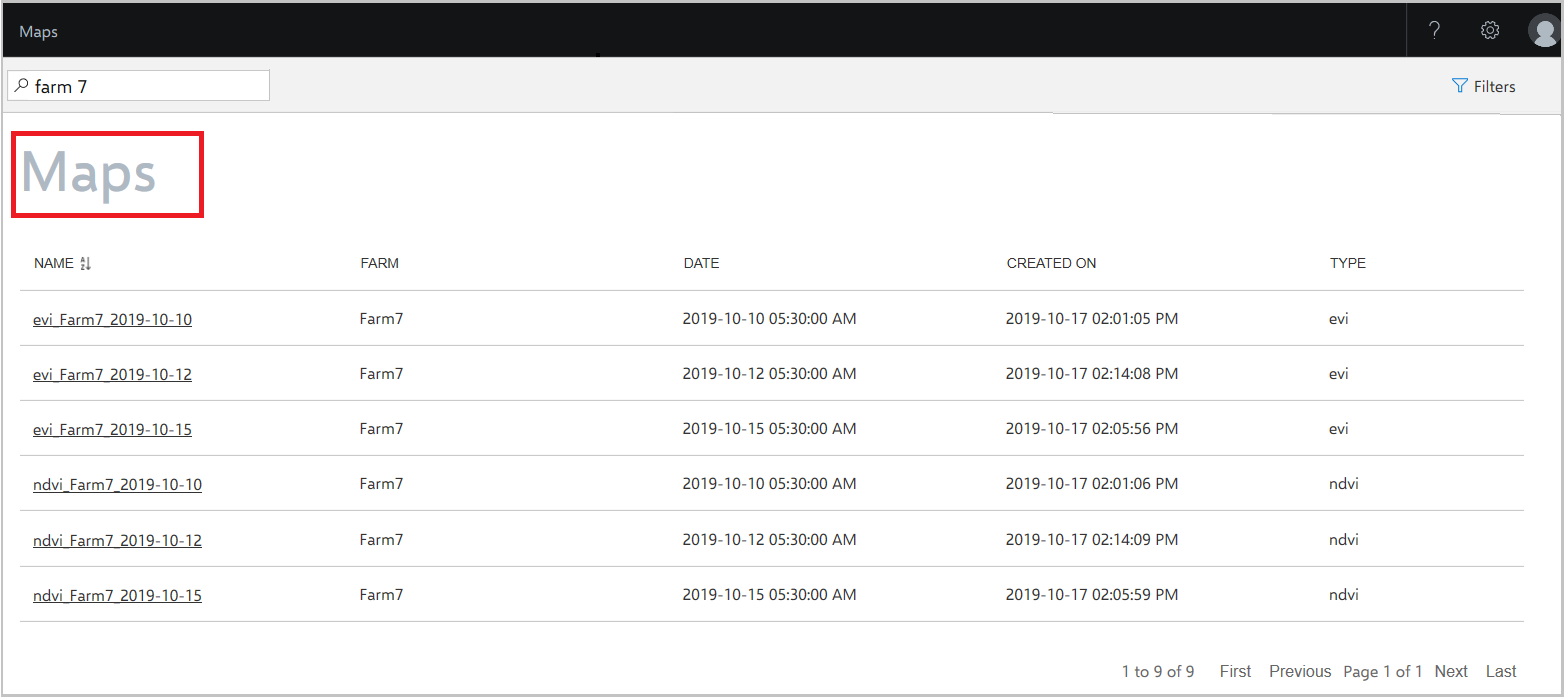 Maps
?
farm 7
Filters
Maps
NAME FARM DATE CREATED ON TYPE
evi_Farm7_2019-10-10 Farm7 2019-10-10 05:30:00 AM 2019-10-17 02:01:05 PM evi
evi_Farm7_2019-10-12 Farm7 2019-10-12 05:30:00 AM 2019-10-17 02:14:08 PM evi
evi_Farm7_2019-10-15 Farm7 2019-10-15 05:30:00 AM 2019-10-17 02:05:56 PM evi
ndvi_Farm7_2019-10-10 Farm7 2019-10-10 05:30:00 AM 2019-10-17 02:01:06 PM ndvi
ndvi_Farm7_2019-10-12 Farm7 2019-10-12 05:30:00 AM 2019-10-17 02:14:09 PM ndvi
ndvi_Farm7_2019-10-15 Farm7 2019-10-15 05:30:00 AM 2019-10-17 02:05:59 PM ndvi
1 to 9 of 9 First Previous Page 1 of 1 Next Last